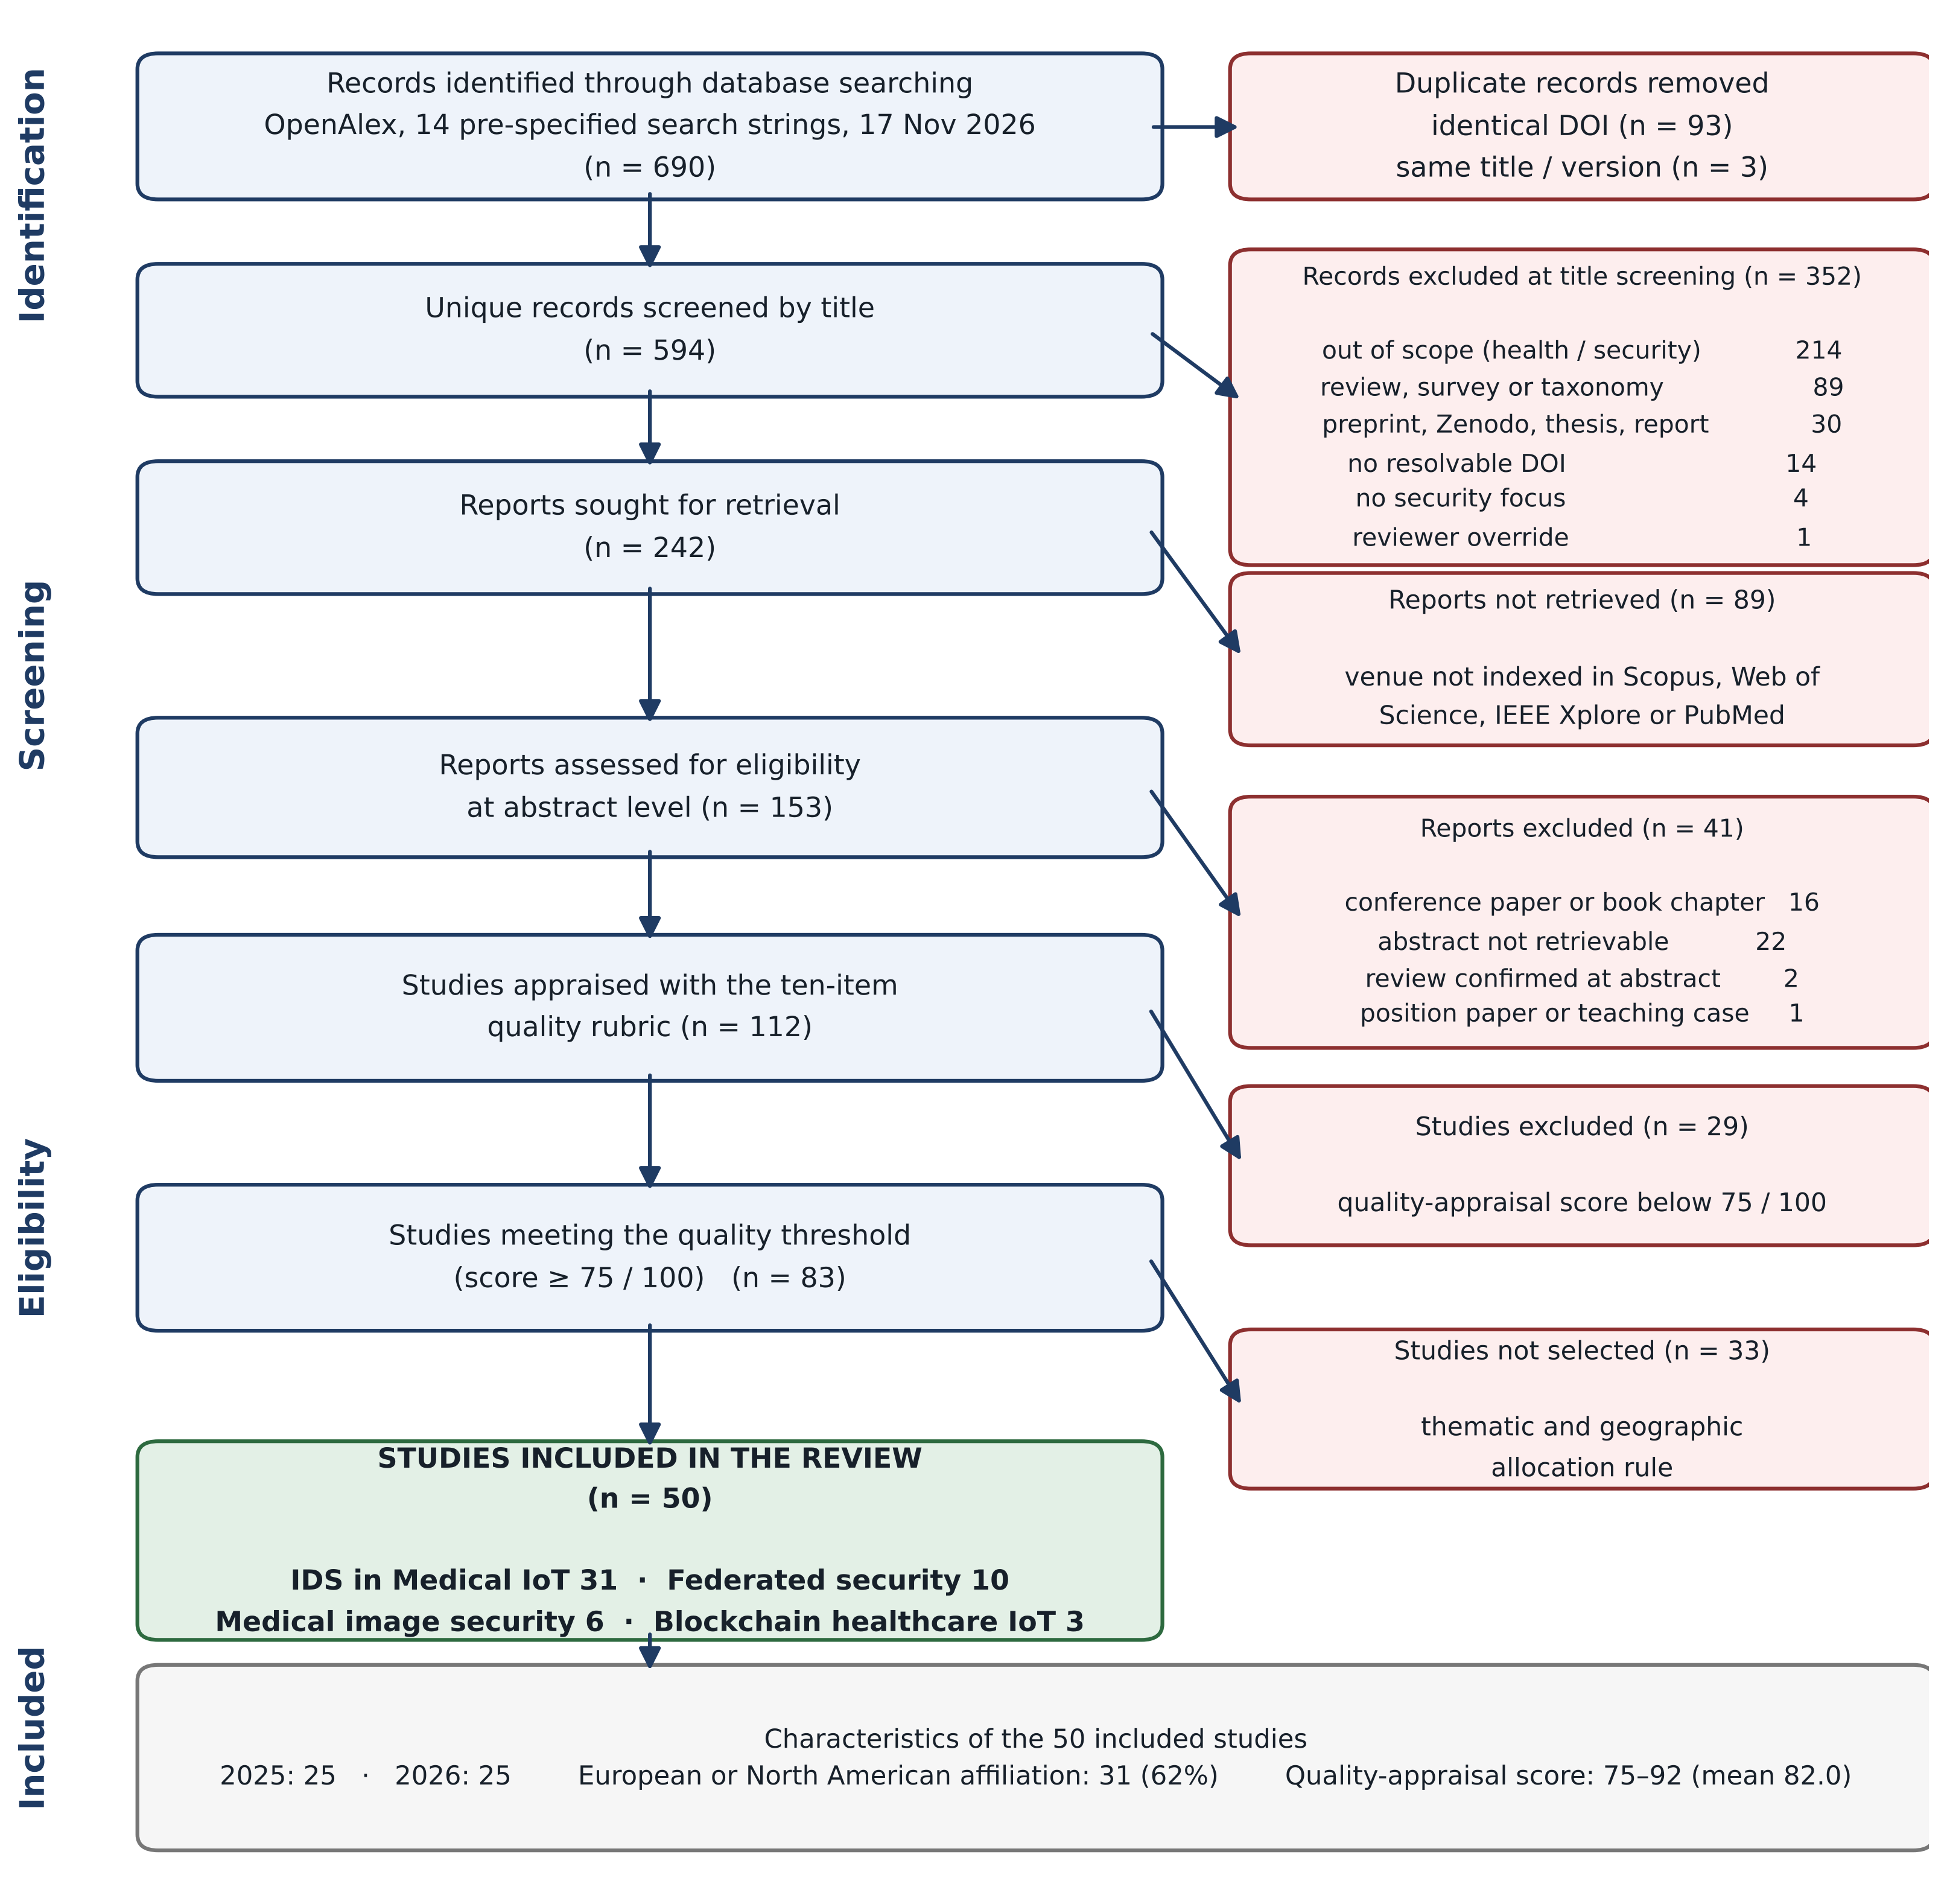 Identification
Records identified through database searching
OpenAlex, 14 pre-specified search strings, 17 Nov 2026
(n = 690)
Duplicate records removed
identical DOI (n = 93)
same title / version (n = 3)
Unique records screened by title
(n = 594)
Records excluded at title screening (n = 352)
out of scope (health / security) 214
review, survey or taxonomy 89
preprint, Zenodo, thesis, report 30
no resolvable DOI 14
no security focus 4
reviewer override 1
Screening
Reports sought for retrieval
(n = 242)
Reports not retrieved (n = 89)
venue not indexed in Scopus, Web of
Science, IEEE Xplore or PubMed
Reports assessed for eligibility
at abstract level (n = 153)
Reports excluded (n = 41)
conference paper or book chapter 16
abstract not retrievable 22
review confirmed at abstract 2
position paper or teaching case 1
Eligibility
Studies appraised with the ten-item
quality rubric (n = 112)
Studies excluded (n = 29)
quality-appraisal score below 75 / 100
Studies meeting the quality threshold
(score ≥ 75 / 100) (n = 83)
Studies not selected (n = 33)
thematic and geographic
allocation rule
Included
STUDIES INCLUDED IN THE REVIEW
(n = 50)
IDS in Medical IoT 31 · Federated security 10
Medical image security 6 · Blockchain healthcare IoT 3
Characteristics of the 50 included studies
2025: 25 · 2026: 25 European or North American affiliation: 31 (62%) Quality-appraisal score: 75–92 (mean 82.0)